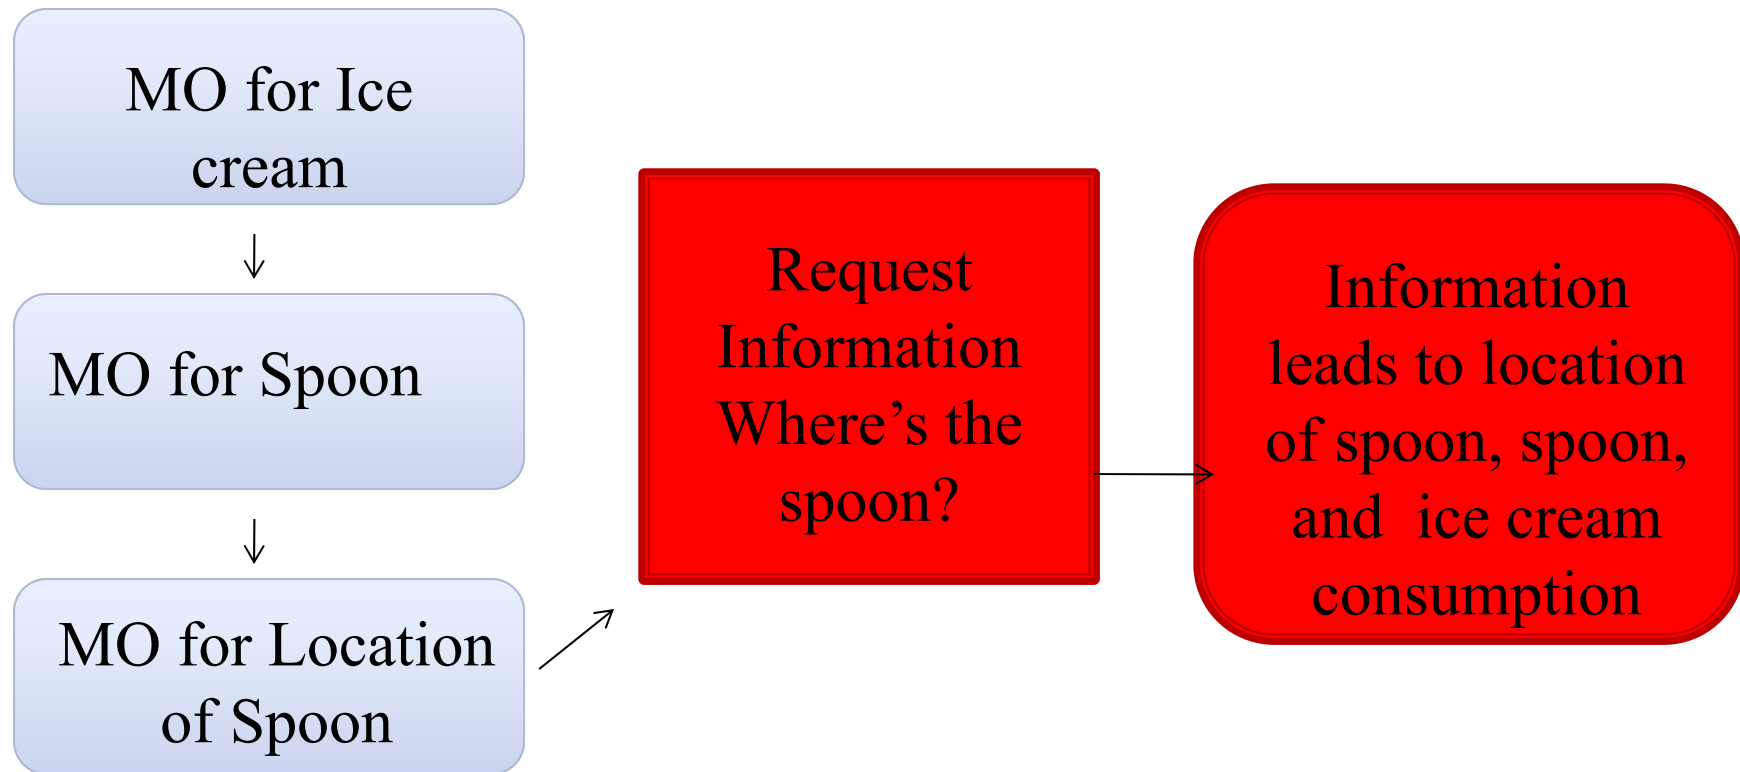 MO for Ice
cream
MO for Spoon
MO for Location
of Spoon
Request
Information
Where’s the
spoon?
Information
leads to location
of spoon, spoon,
and  ice cream
consumption